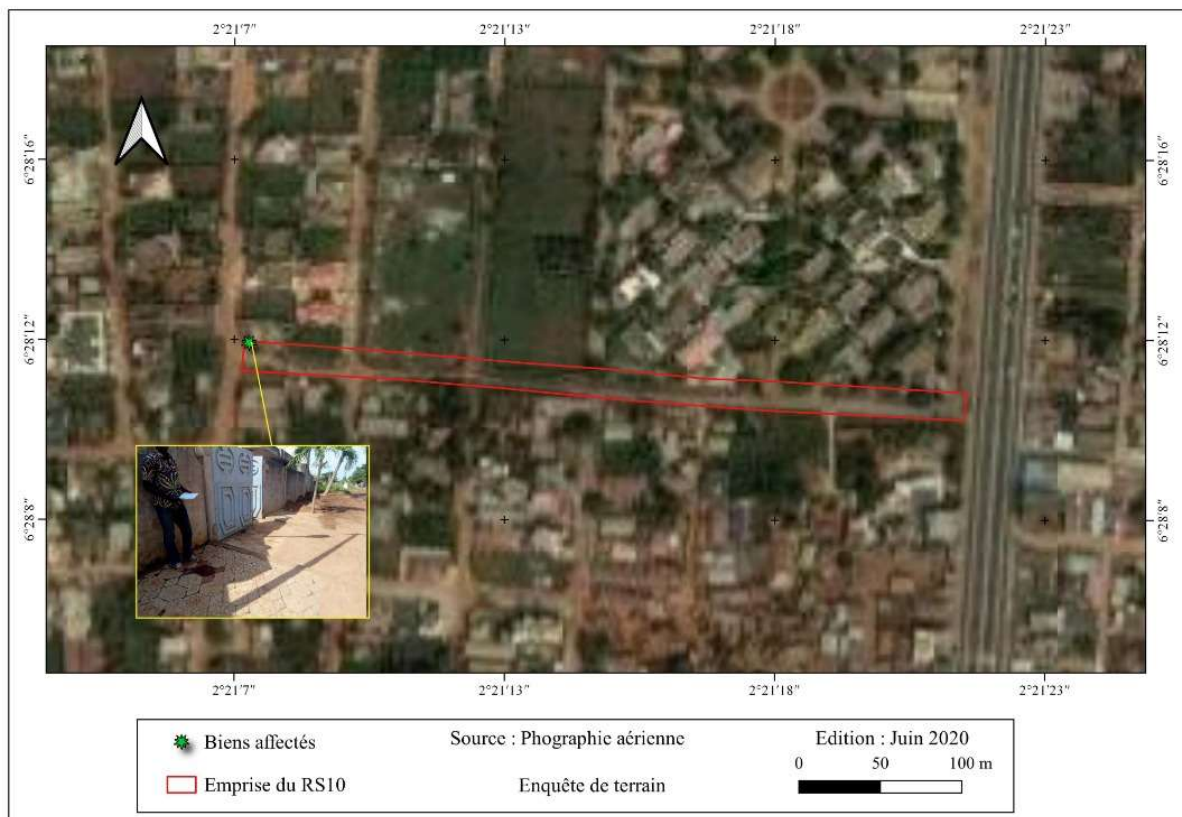 2°21'7" 2°21'13" 2°21'18" 2°21'23"
6°28'16" 6°28'16"
6°28'12" 6°28'12"
6°28'8" 6°28'8"
2°21'7" 2°21'13" 2°21'18" 2°21'23"
Biens affectés Source : Phographie aérienne Edition : Juin 2020
0 50 100 m
Emprise du RS10 Enquête de terrain